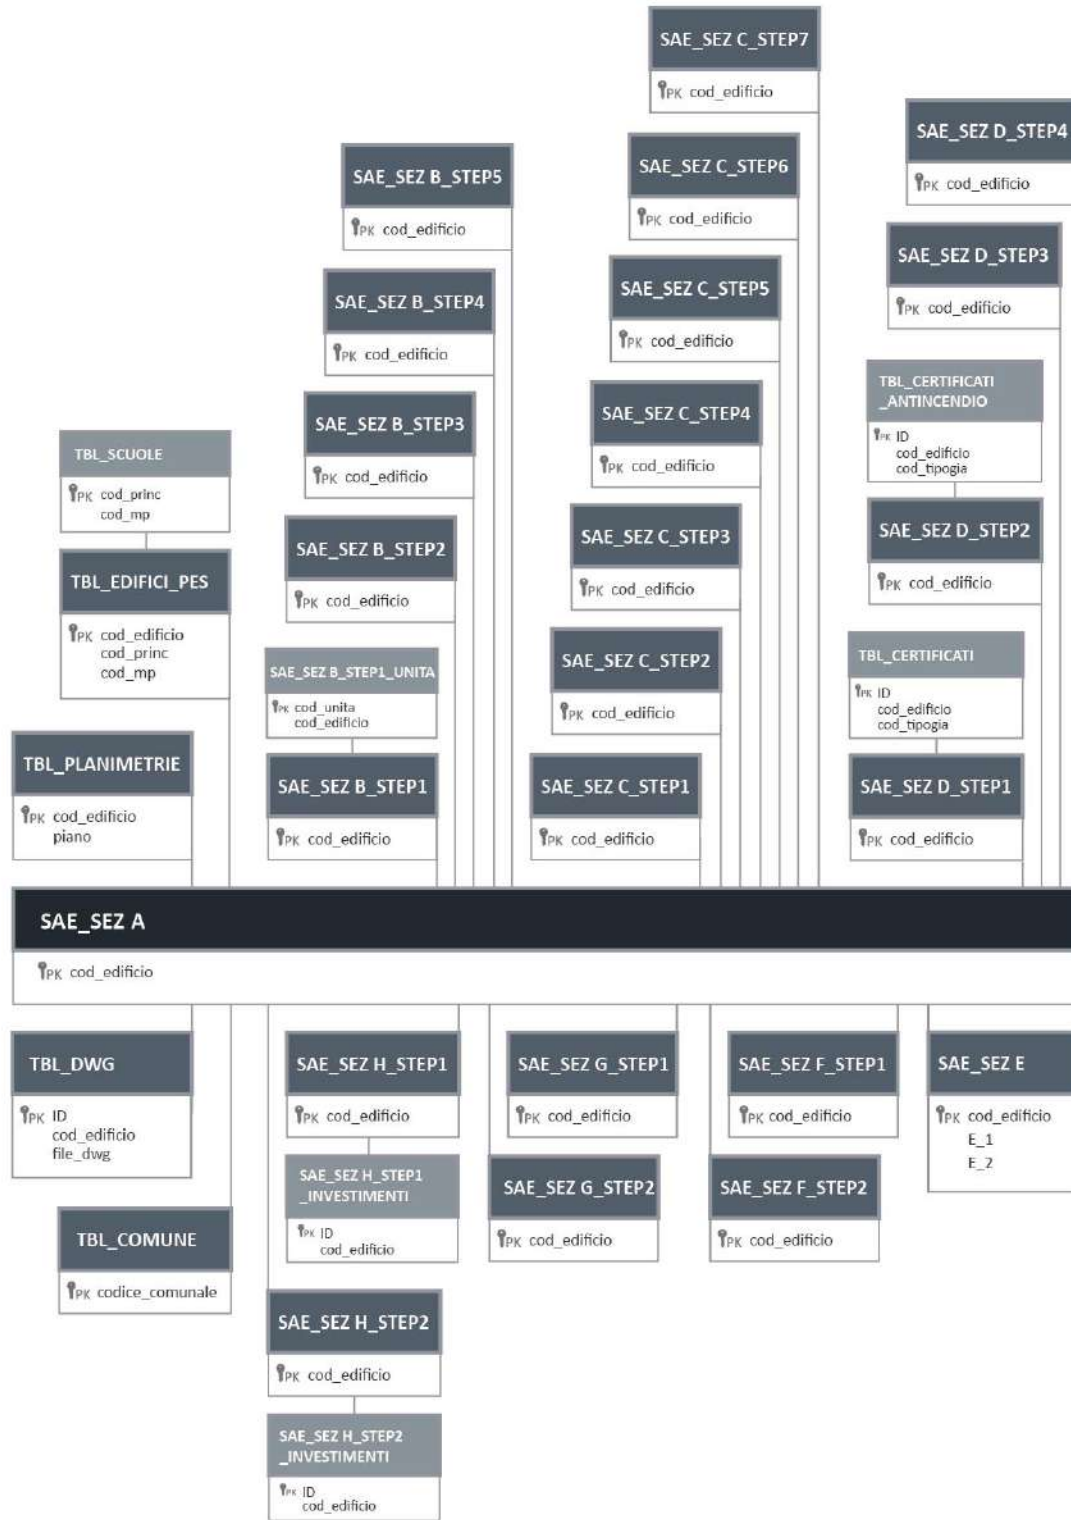 SAE_SEZ C_STEP7
PK cod_edificio
SAE_SEZ D_STEP4
PK cod_edificio
SAE_SEZ B_STEP5
PK cod_edificio
SAE_SEZ C_STEP6
PK cod_edificio
SAE_SEZ D_STEP3
PK cod_edificio
SAE_SEZ B_STEP4
PK cod_edificio
SAE_SEZ C_STEP5
PK cod_edificio
TBL_CERTIFICATI
_ANTINCENDIO
PK ID
cod_edificio
cod_tipogia
SAE_SEZ B_STEP3
PK cod_edificio
SAE_SEZ C_STEP4
PK cod_edificio
TBL_SCUOLE
PK cod_princ
cod_mp
SAE_SEZ B_STEP2
PK cod_edificio
SAE_SEZ C_STEP3
PK cod_edificio
SAE_SEZ D_STEP2
PK cod_edificio
TBL_EDIFICI_PES
PK cod_edificio
cod_princ
cod_mp
SAE_SEZ B_STEP1_UNITA
PK cod_unita
cod_edificio
SAE_SEZ C_STEP2
PK cod_edificio
TBL_CERTIFICATI
PK ID
cod_edificio
cod_tipogia
TBL_PLANIMETRIE
PK cod_edificio
piano
SAE_SEZ B_STEP1
PK cod_edificio
SAE_SEZ C_STEP1
PK cod_edificio
SAE_SEZ D_STEP1
PK cod_edificio
SAE_SEZ A
PK cod_edificio
TBL_DWG
PK ID
cod_edificio
file_dwg
SAE_SEZ H_STEP1
PK cod_edificio
SAE_SEZ G_STEP1
PK cod_edificio
SAE_SEZ F_STEP1
PK cod_edificio
SAE_SEZ E
PK cod_edificio
E_1
E_2
SAE_SEZ H_STEP1
_INVESTIMENTI
PK ID
cod_edificio
SAE_SEZ G_STEP2
PK cod_edificio
SAE_SEZ F_STEP2
PK cod_edificio
TBL_COMUNE
PK codice_comunale
SAE_SEZ H_STEP2
PK cod_edificio
SAE_SEZ H_STEP2
_INVESTIMENTI
PK ID
cod_edificio